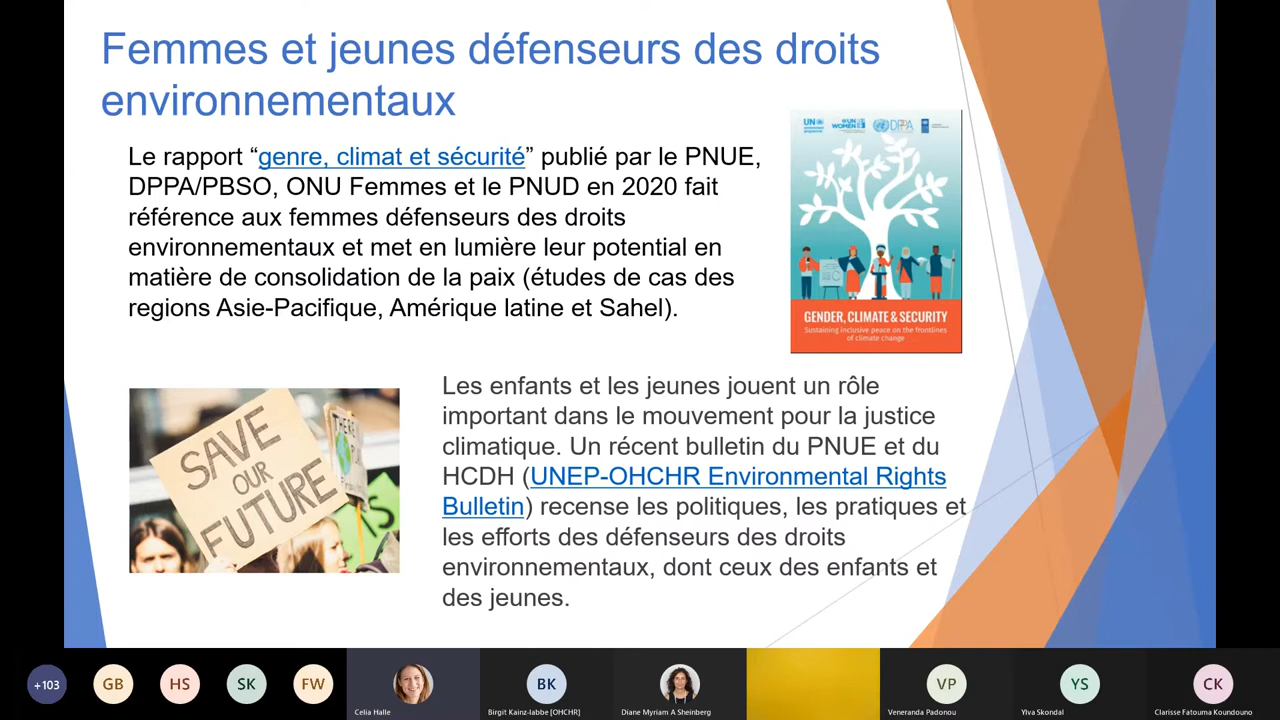 Femmes et jeunes défenseurs des droits
environnementaux
Le rapport “genre, climat et sécurité” publié par le PNUE,
DPPA/PBSO, ONU Femmes et le PNUD en 2020 fait
référence aux femmes défenseurs des droits
environnementaux et met en lumière leur potential en
matière de consolidation de la paix (études de cas des
regions Asie-Pacifique, Amérique latine et Sahel).
UN
WOMEN
DPPA
GENDER, CLIMATE & SECURITY
Sustaining inclusive peace on the frontlines
of climate change
SAVE
OUR
FUTURE
Les enfants et les jeunes jouent un rôle
important dans le mouvement pour la justice
climatique. Un récent bulletin du PNUE et du
HCDH (UNEP-OHCHR Environmental Rights
Bulletin) recense les politiques, les pratiques et
les efforts des défenseurs des droits
environnementaux, dont ceux des enfants et
des jeunes.
+103
GB
HS
SK
FW
Celia Halle
BK
Birgit Kainz-labbe [OHCHR]
Diane Myriam A Sheinberg
VP
Veneranda Padonou
YS
Ylva Skondal
CK
Clarisse Fatouma Koundouno